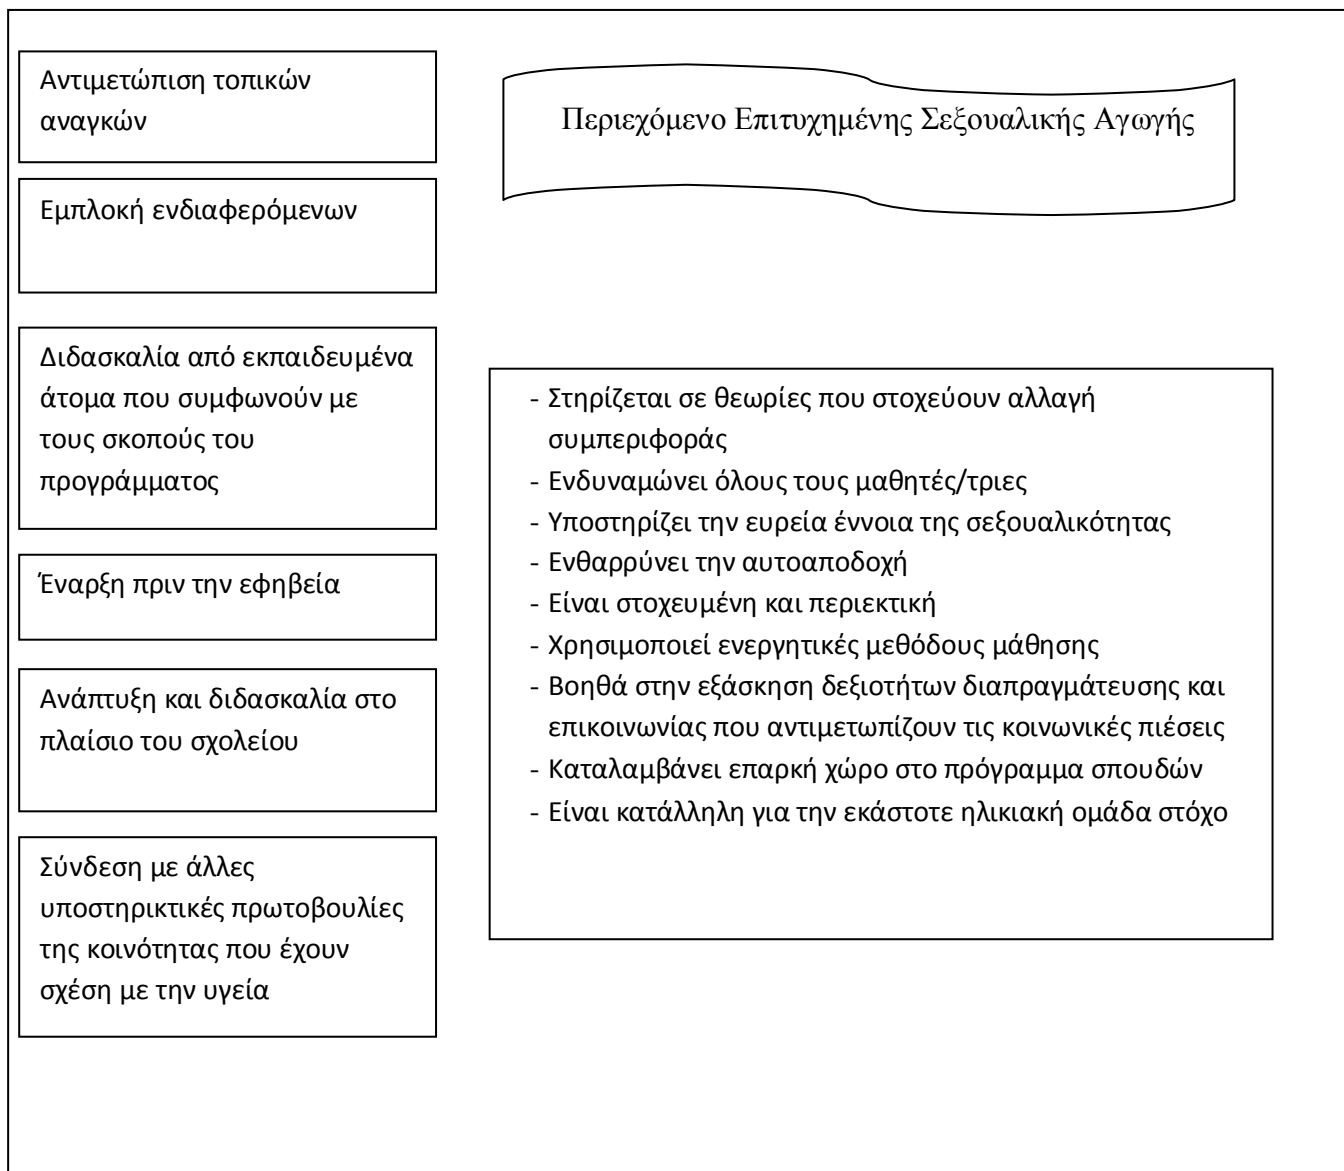 Αντιμετώπιση τοπικών
αναγκών
Εμπλοκή ενδιαφερόμενων
Διδασκαλία από εκπαιδευμένα
άτομα που συμφωνούν με
τους σκοπούς του
προγράμματος
Έναρξη πριν την εφηβεία
Ανάπτυξη και διδασκαλία στο
πλαίσιο του σχολείου
Σύνδεση με άλλες
υποστηρικτικές πρωτοβουλίες
της κοινότητας που έχουν
σχέση με την υγεία
Περιεχόμενο Επιτυχημένης Σεξουαλικής Αγωγής
- Στηρίζεται σε θεωρίες που στοχεύουν αλλαγή
συμπεριφοράς
- Ενδυναμώνει όλους τους μαθητές/τριες
- Υποστηρίζει την ευρεία έννοια της σεξουαλικότητας
- Ενθαρρύνει την αυτοαποδοχή
- Είναι στοχευμένη και περιεκτική
- Χρησιμοποιεί ενεργητικές μεθόδους μάθησης
- Βοηθά στην εξάσκηση δεξιοτήτων διαπραγμάτευσης και
επικοινωνίας που αντιμετωπίζουν τις κοινωνικές πιέσεις
- Καταλαμβάνει επαρκή χώρο στο πρόγραμμα σπουδών
- Είναι κατάλληλη για την εκάστοτε ηλικιακή ομάδα στόχο